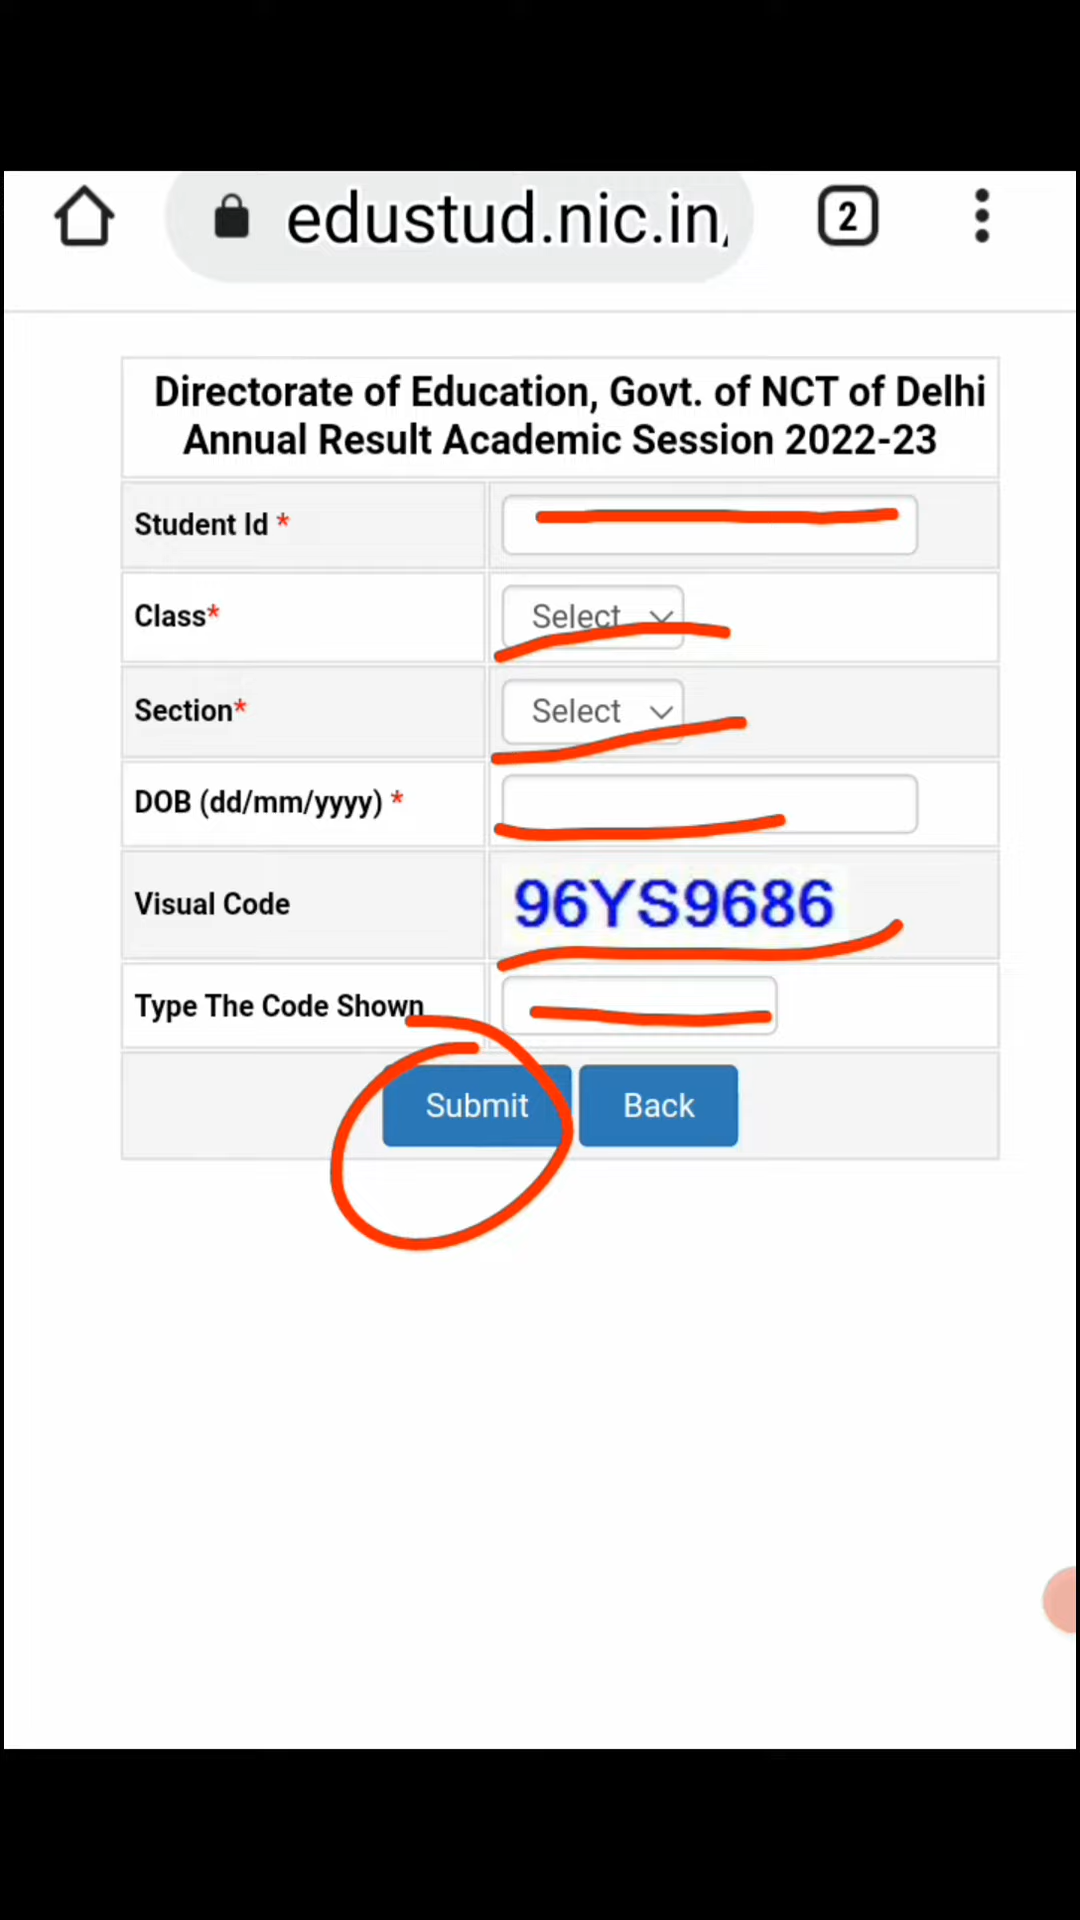 edustud.nic.in/
2
Directorate of Education, Govt. of NCT of Delhi
Annual Result Academic Session 2022-23
Student Id *
Class* Select
Section* Select
DOB (dd/mm/yyyy) *
Visual Code 96YS9686
Type The Code Shown
Submit Back